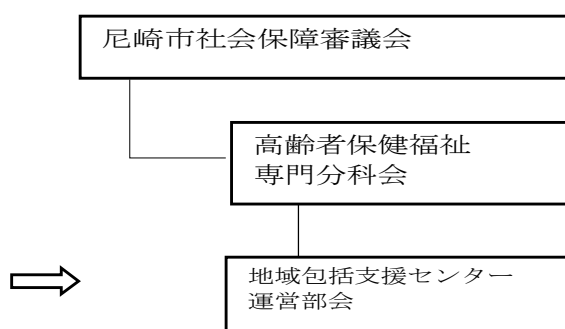 尼崎市社会保障審議会
高齢者保健福祉
専門分科会
地域包括支援センター
運営部会